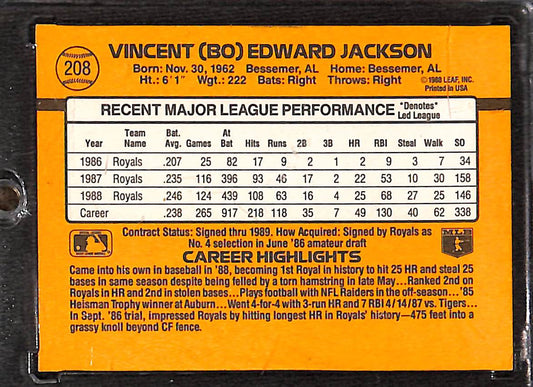 208
VINCENT (BO) EDWARD JACKSON
Born: Nov. 30, 1962 Bessemer, AL Home: Bessemer, AL
Ht.: 6'1" Wgt.: 222 Bats: Right Throws: Right
©1988 LEAF, INC.
Printed in USA
RECENT MAJOR LEAGUE PERFORMANCE *Denotes* Led League
Year Team Name Bat. Avg. Games At Bat Hits Runs 2B 3B HR RBI Steal Walk SO
1986 Royals .207 25 82 17 9 2 1 2 9 3 7 34
1987 Royals .235 116 396 93 46 17 2 22 53 10 30 158
1988 Royals .246 124 439 108 63 16 4 25 68 27 25 146
Career .238 265 917 218 118 35 7 49 130 40 62 338
Contract Status: Signed thru 1989. How Acquired: Signed by Royals as
No. 4 selection in June '86 amateur draft
MLB
CAREER HIGHLIGHTS
Came into his own in baseball in '88, becoming 1st Royal in history to hit 25 HR and steal 25
bases in same season despite being felled by a torn hamstring in late May...Ranked 2nd on
Royals in HR and 2nd in stolen bases...Plays football with NFL Raiders in the off-season...'85
Heisman Trophy winner at Auburn...Went 4-for-4 with 3-run HR and 7 RBI 4/14/87 vs. Tigers...
In Sept. '86 trial, impressed Royals by hitting longest HR in Royals' history—475 feet into a
grassy knoll beyond CF fence.